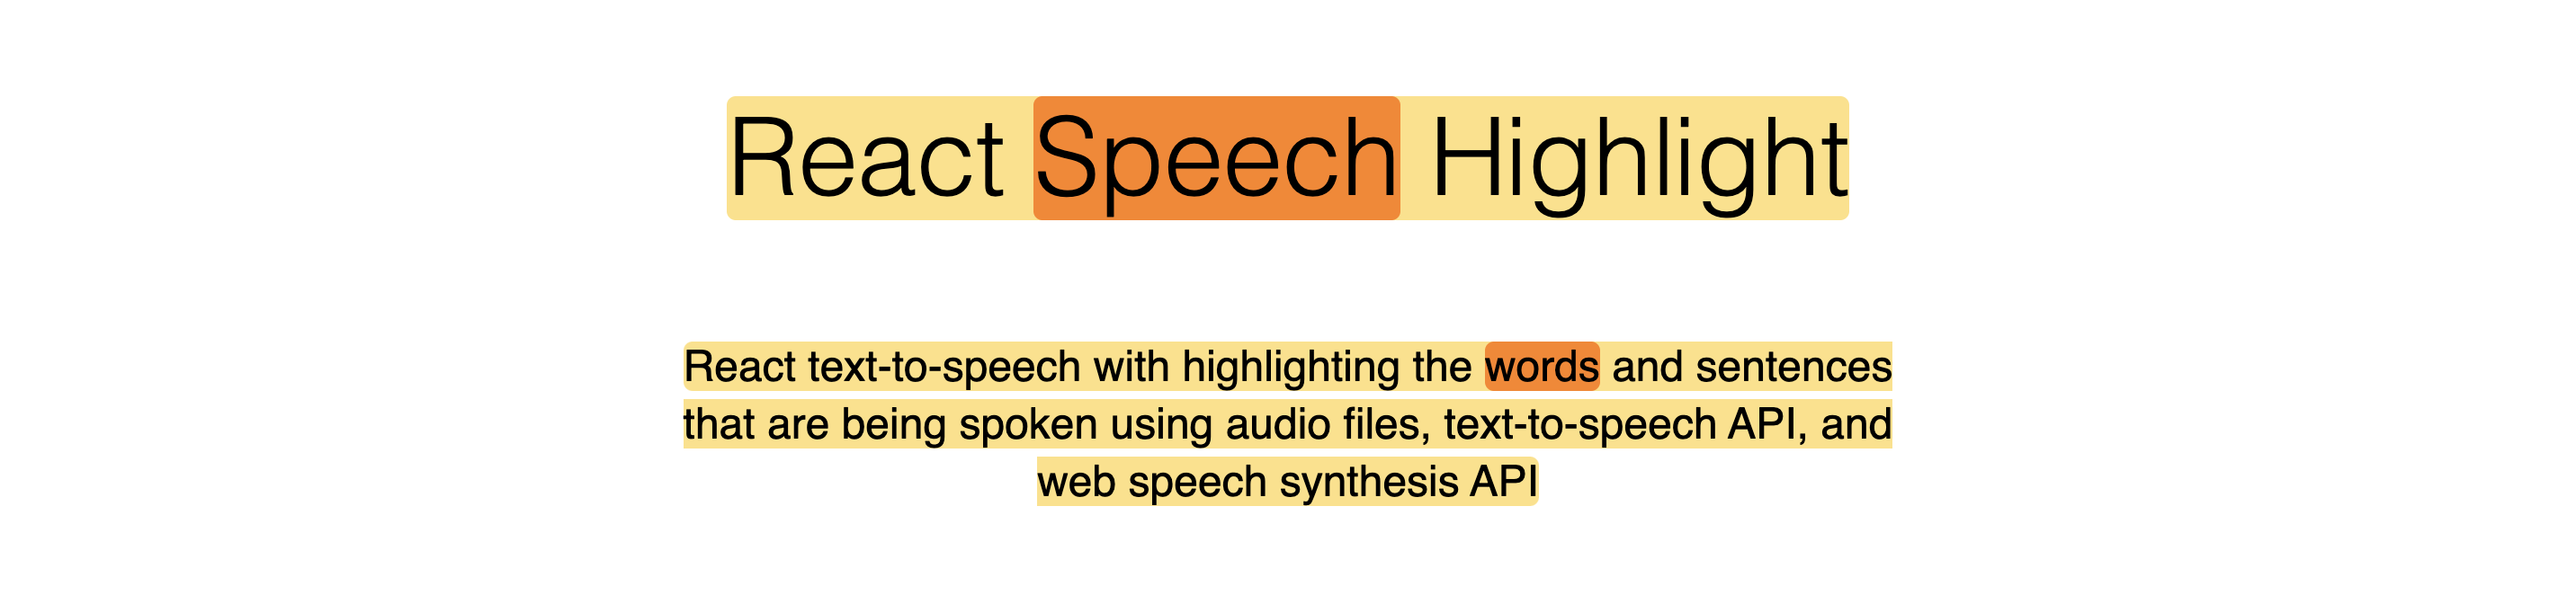 React Speech Highlight
React text-to-speech with highlighting the words and sentences
that are being spoken using audio files, text-to-speech API, and
web speech synthesis API